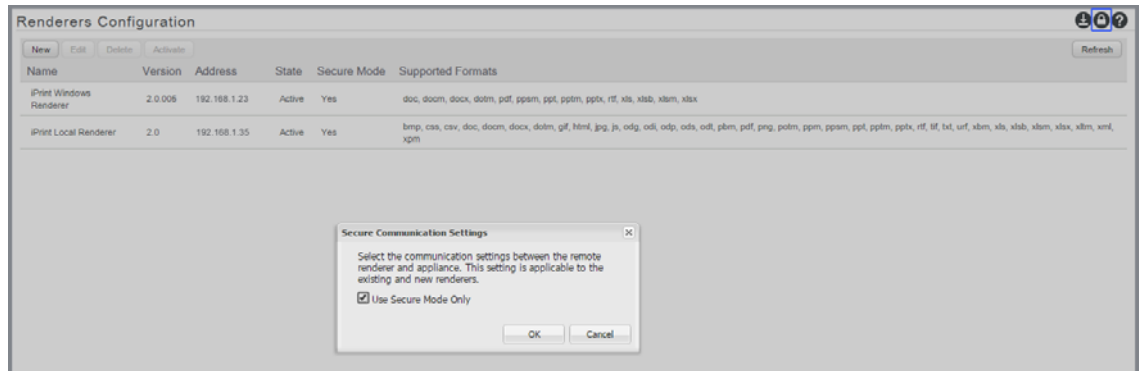 Renderers Configuration
New Edit Delete Activate Refresh
Name Version Address State Secure Mode Supported Formats
iPrint Windows
Renderer 2.0.006 192.168.1.23 Active Yes doc, docm, docx, dotm, pdf, ppsm, ppt, pptm, pptx, rtf, xls, xlsb, xlsm, xlsx
iPrint Local Renderer 2.0 192.168.1.35 Active Yes bmp, css, csv, doc, docm, docx, dotm, gif, html, jpg, js, odg, odi, odp, ods, odt, pbm, pdf, png, potm, ppm, ppsm, ppt, pptm, pptx, rtf, tif, txt, urf, xbm, xls, xlsb, xlsm, xlsx, xltm, xml,
xpm
Secure Communication Settings
Select the communication settings between the remote
renderer and appliance. This setting is applicable to the
existing and new renderers.
Use Secure Mode Only
OK Cancel